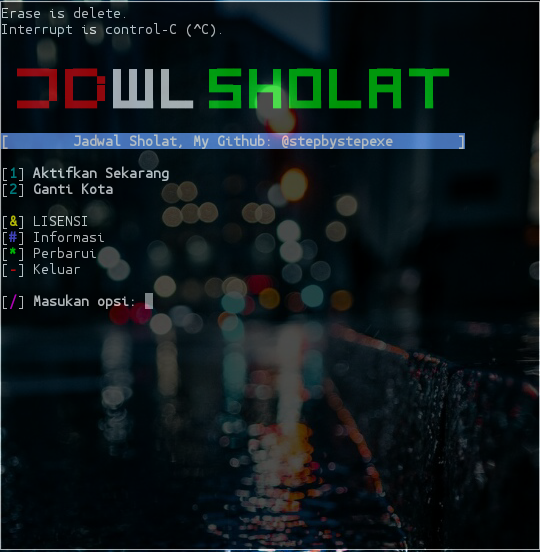 Erase is delete.
Interrupt is control-C (^C).
JDWL SHOLAT
[ Jadwal Sholat, My Github: @stepbystepexe ]
[1] Aktifkan Sekarang
[2] Ganti Kota
[&] LISENSI
[#] Informasi
[*] Perbarui
[-] Keluar
[/] Masukan opsi: